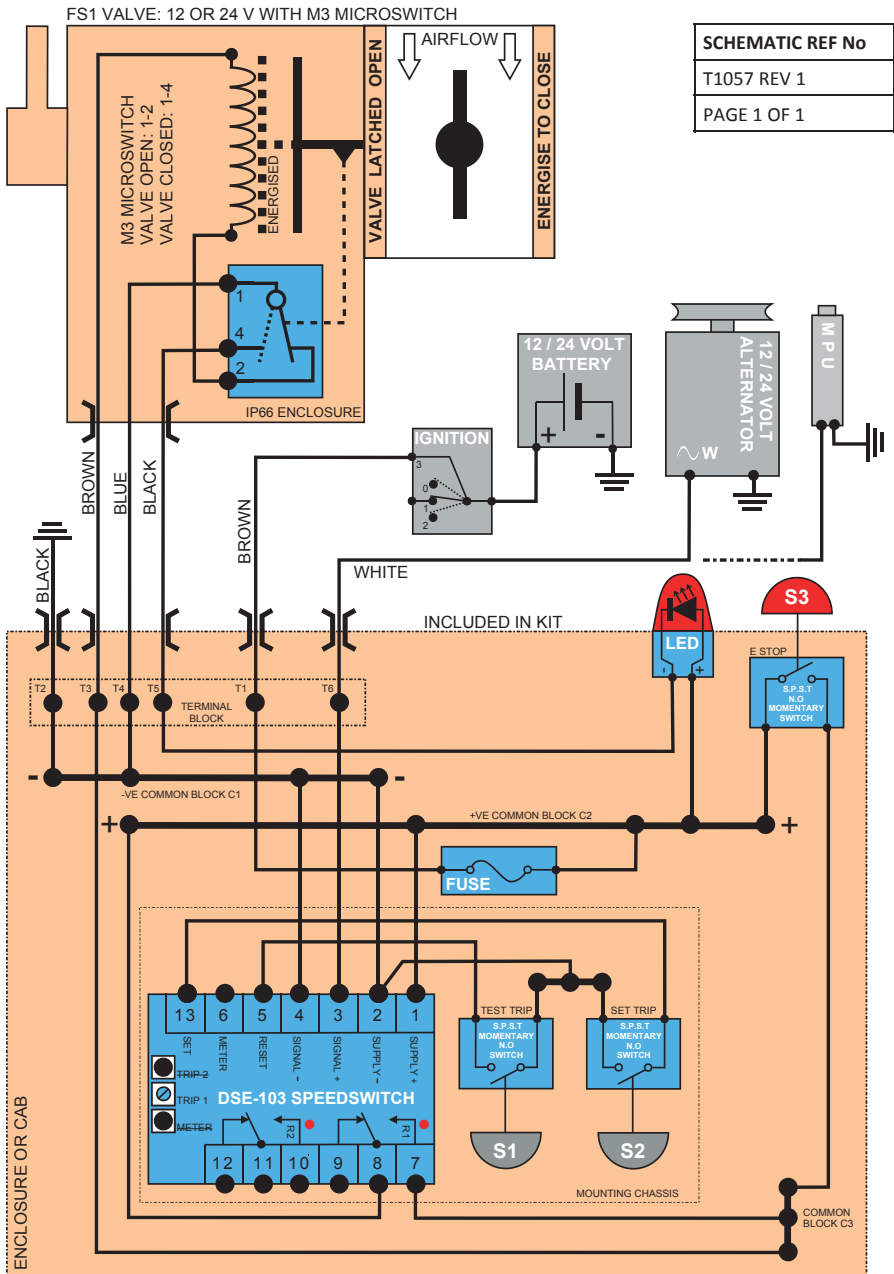 FS1 VALVE: 12 OR 24 V WITH M3 MICROSWITCH
SCHEMATIC REF No
T1057 REV 1
PAGE 1 OF 1
AIRFLOW
M3 MICROSWITCH
VALVE OPEN: 1-2
VALVE CLOSED: 1-4
ENERGISED
VALVE LATCHED OPEN
ENERGISE TO CLOSE
1
4
2
IP66 ENCLOSURE
12 / 24 VOLT
BATTERY
+ -
12 / 24 VOLT
ALTERNATOR
W
MPU
IGNITION
3
0
1
2
BROWN
BLUE
BLACK
BROWN
BLACK
WHITE
INCLUDED IN KIT
LED
- +
S3
E STOP
S.P.S.T
N.O
MOMENTARY
SWITCH
T2
T3
T4
T5
T1
T6
TERMINAL
BLOCK
- -
-VE COMMON BLOCK C1
+ +
+VE COMMON BLOCK C2
FUSE
13 6 5 4 3 2 1
SET
METER
RESET
SIGNAL -
SIGNAL +
SUPPLY -
SUPPLY +
TRIP 2
TRIP 1
METER
DSE-103 SPEEDSWITCH
R2
R1
12 11 10 9 8 7
TEST TRIP
S.P.S.T
MOMENTARY
N.O
SWITCH
S1
SET TRIP
S.P.S.T
MOMENTARY
N.O
SWITCH
S2
MOUNTING CHASSIS
COMMON
BLOCK C3
ENCLOSURE OR CAB